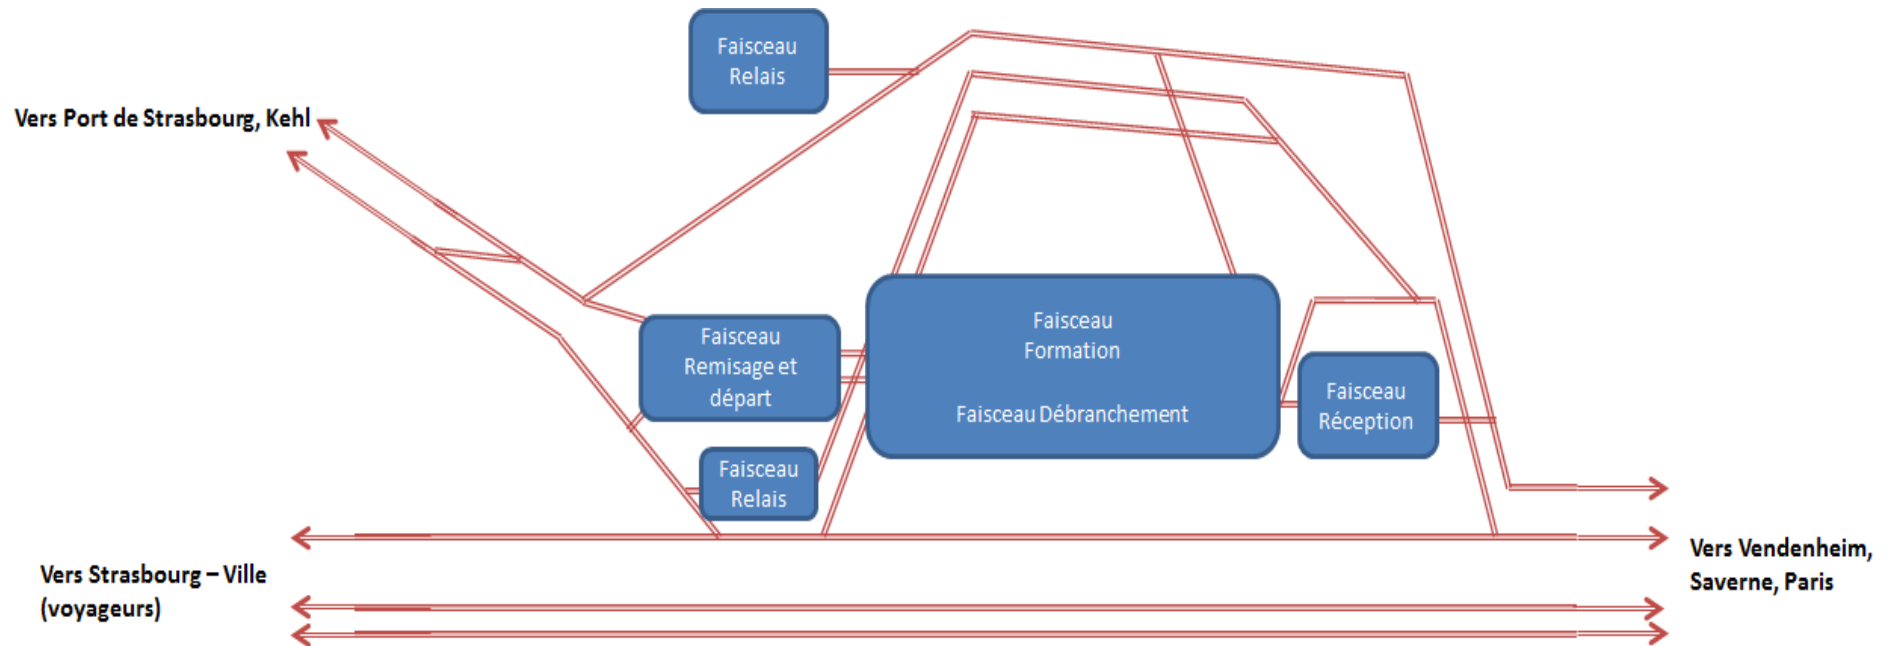 Faisceau
Relais
Vers Port de Strasbourg, Kehl
Faisceau
Formation
Faisceau Débranchement
Faisceau
Remisage et
départ
Faisceau
Réception
Faisceau
Relais
Vers Strasbourg – Ville
(voyageurs)
Vers Vendenheim,
Saverne, Paris